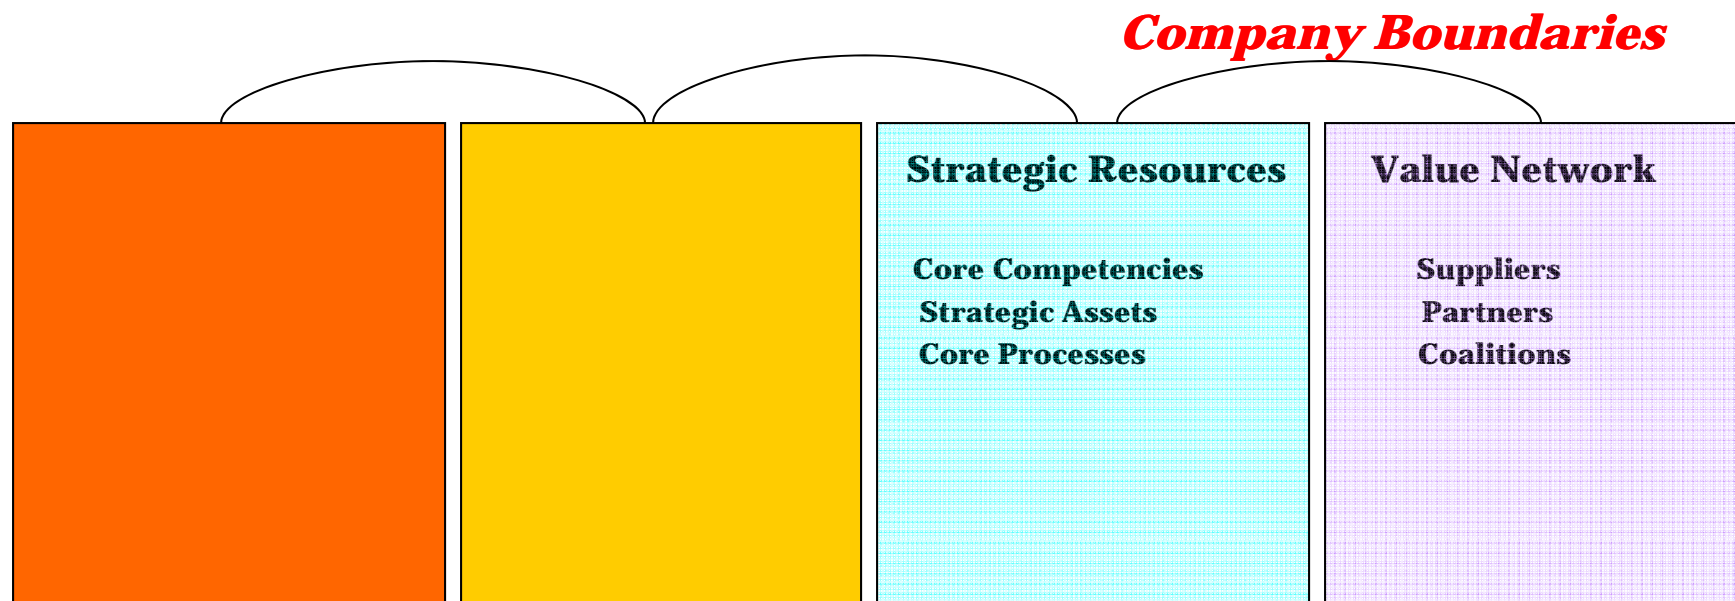 Company Boundaries
Strategic Resources
Core Competencies
Strategic Assets
Core Processes
Value Network
Suppliers
Partners
Coalitions